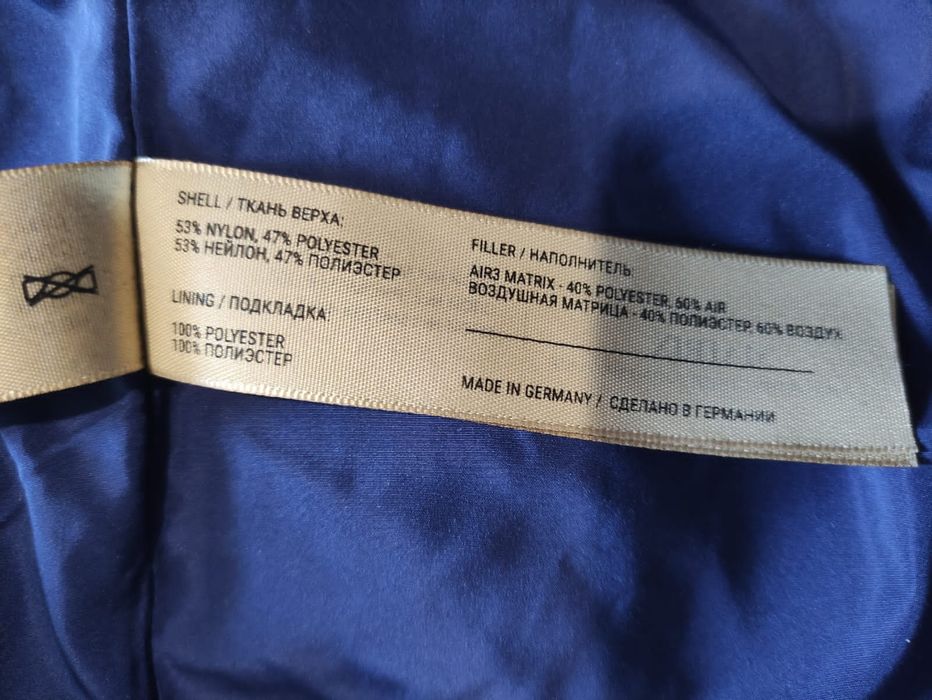 SHELL / ТКАНЬ ВЕРХА:
53% NYLON, 47% POLYESTER
53% НЕЙЛОН, 47% ПОЛИЭСТЕР
LINING / ПОДКЛАДКА
100% POLYESTER
100% ПОЛИЭСТЕР
FILLER / НАПОЛНИТЕЛЬ:
AIR3 MATRIX - 40% POLYESTER, 60% AIR
ВОЗДУШНАЯ МАТРИЦА - 40% ПОЛИЭСТЕР, 60% ВОЗДУХ
MADE IN GERMANY / СДЕЛАНО В ГЕРМАНИИ